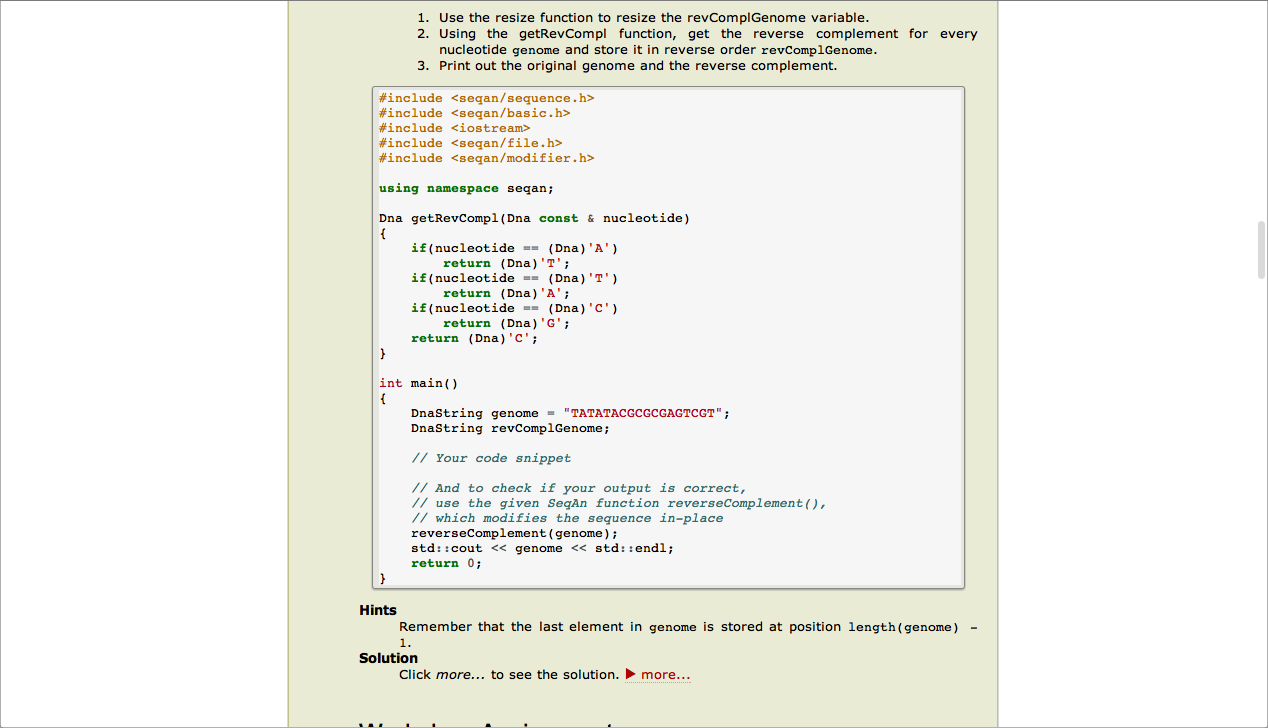 1. Use the resize function to resize the revComplGenome variable.
2. Using the getRevCompl function, get the reverse complement for every
nucleotide genome and store it in reverse order revComplGenome.
3. Print out the original genome and the reverse complement.
#include <seqan/sequence.h>
#include <seqan/basic.h>
#include <iostream>
#include <seqan/file.h>
#include <seqan/modifier.h>
using namespace seqan;
Dna getRevCompl(Dna const & nucleotide)
{
if(nucleotide == (Dna)'A')
return (Dna)'T';
if(nucleotide == (Dna)'T')
return (Dna)'A';
if(nucleotide == (Dna)'C')
return (Dna)'G';
return (Dna)'C';
}
int main()
{
DnaString genome = "TATATACGCGCGAGTCGT";
DnaString revComplGenome;
// Your code snippet
// And to check if your output is correct,
// use the given SeqAn function reverseComplement(),
// which modifies the sequence in-place
reverseComplement(genome);
std::cout << genome << std::endl;
return 0;
}
Hints
Remember that the last element in genome is stored at position length(genome) -
1.
Solution
Click more... to see the solution. ▶ more...